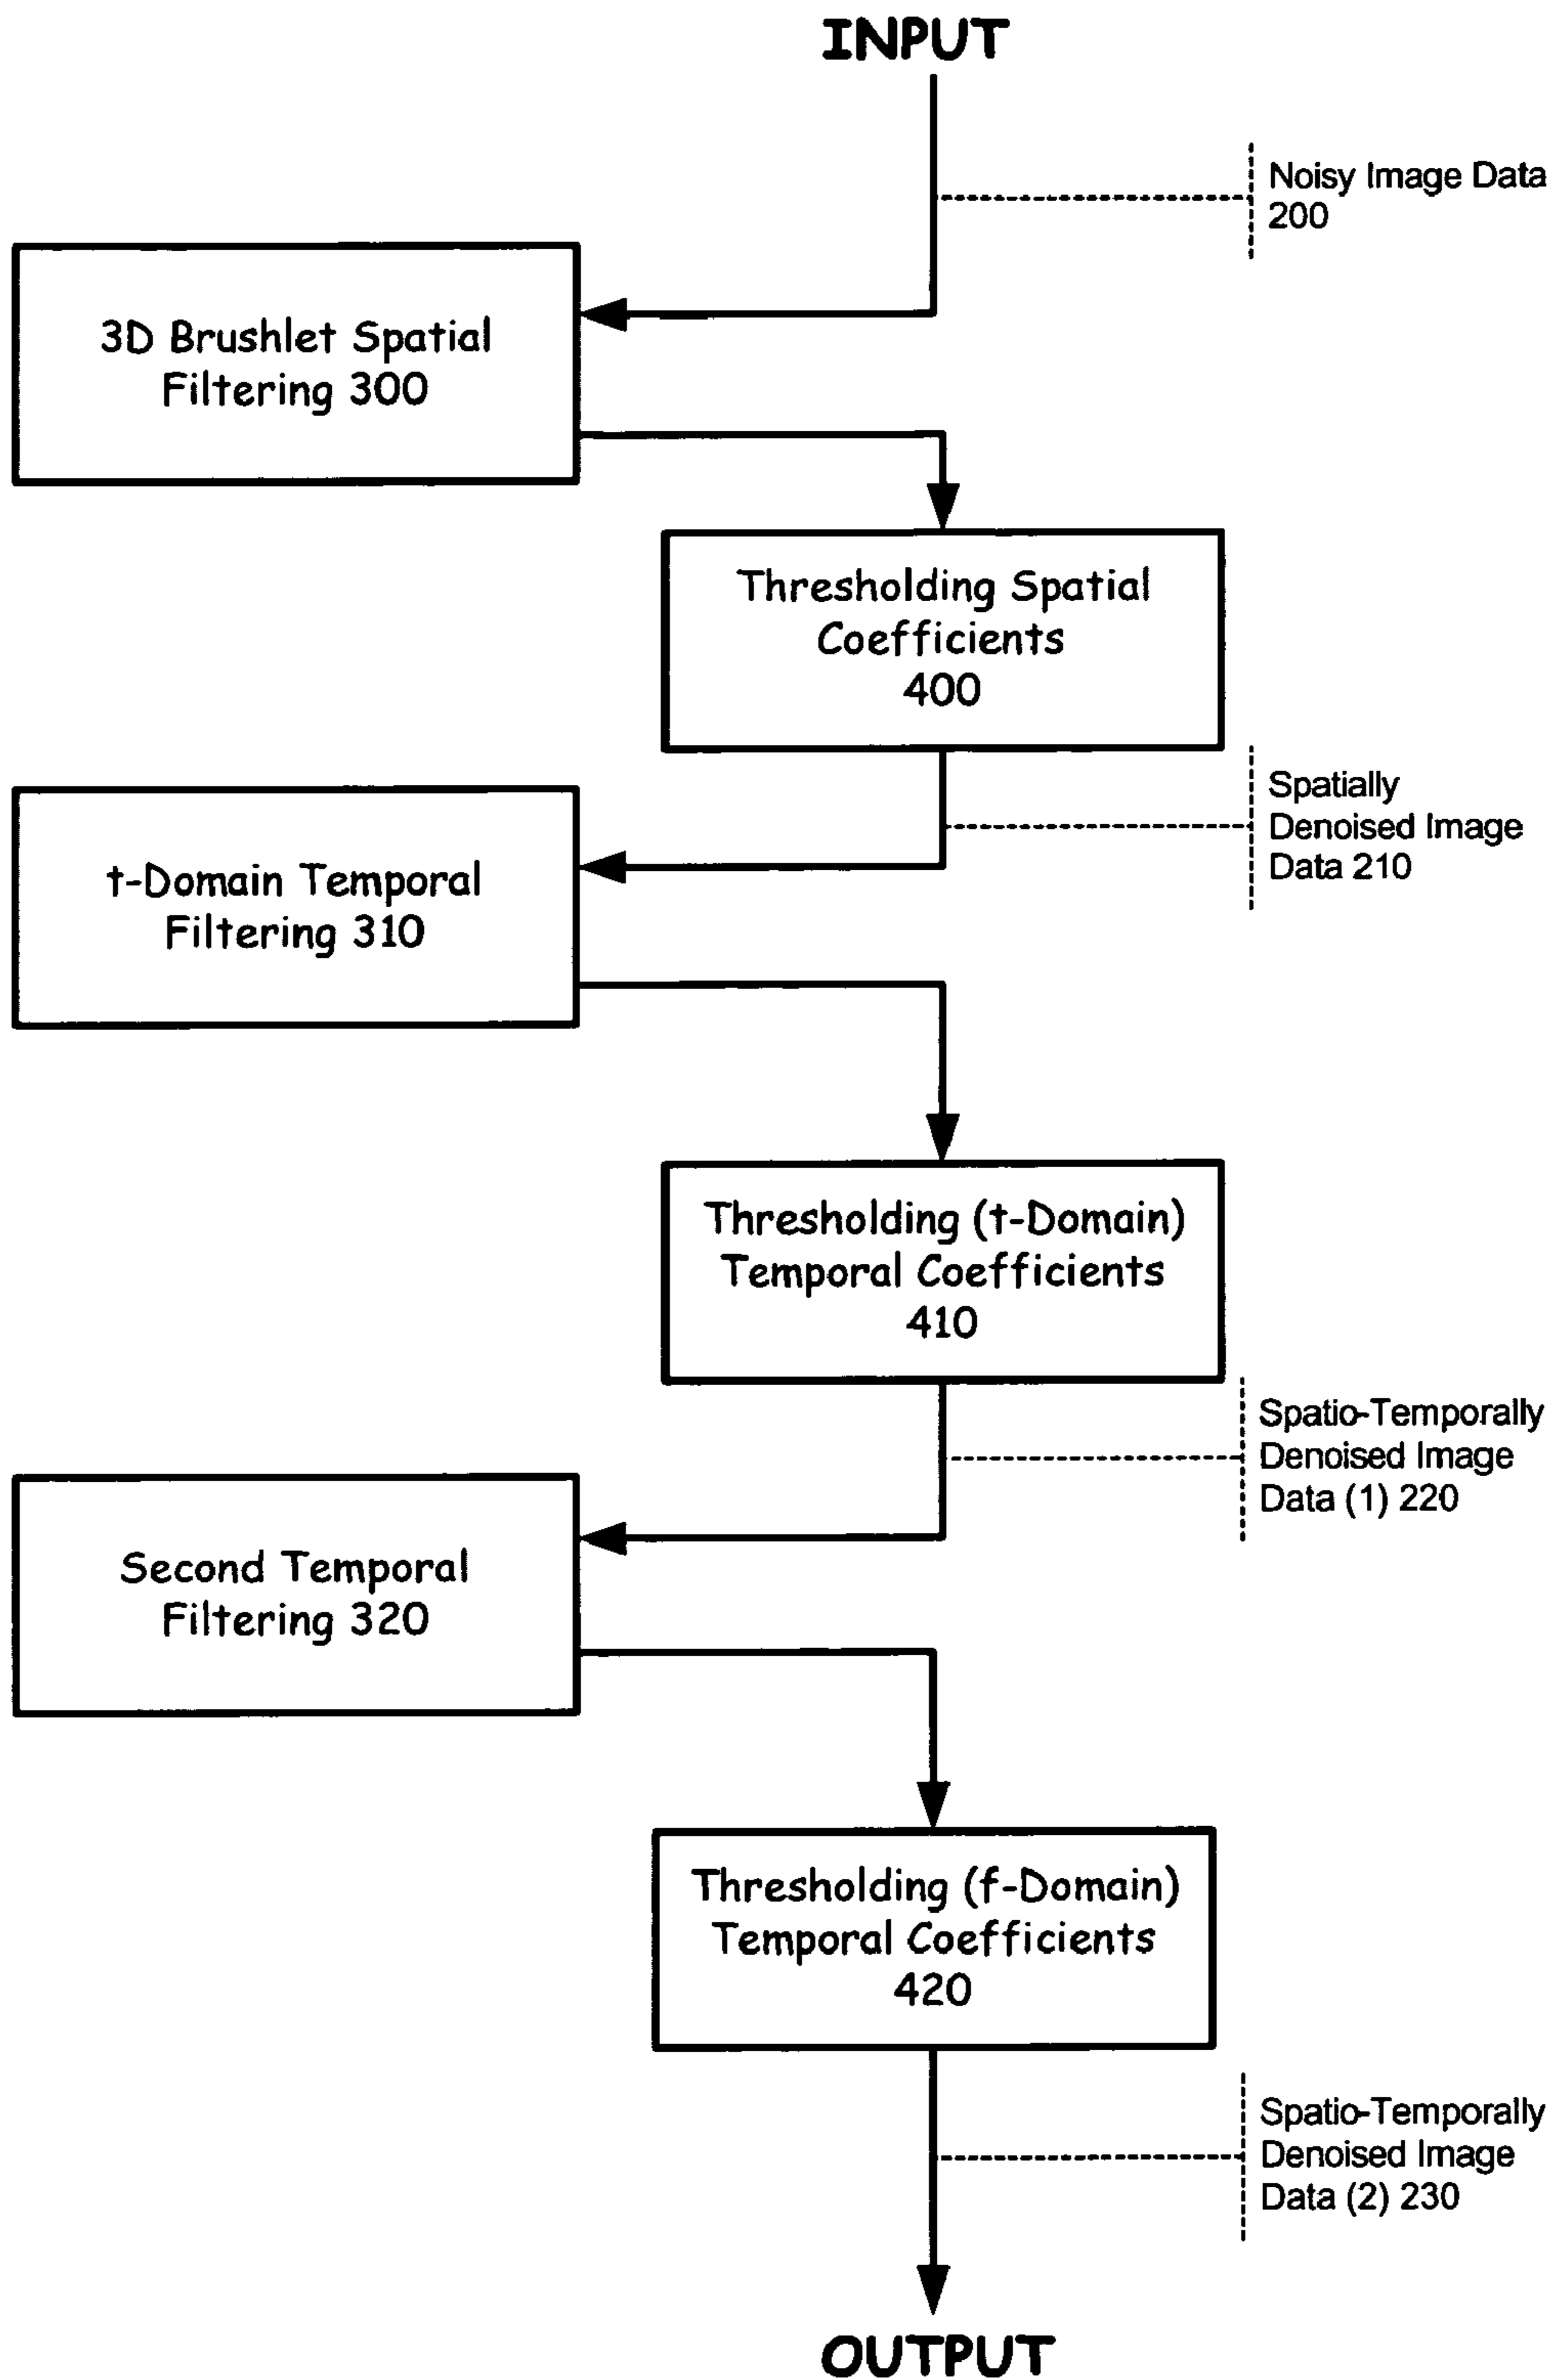 INPUT
Noisy Image Data
200
3D Brushlet Spatial
Filtering 300
Thresholding Spatial
Coefficients
400
Spatially
Denoised Image
Data 210
t-Domain Temporal
Filtering 310
Thresholding (t-Domain)
Temporal Coefficients
410
Spatio-Temporally
Denoised Image
Data (1) 220
Second Temporal
Filtering 320
Thresholding (f-Domain)
Temporal Coefficients
420
Spatio-Temporally
Denoised Image
Data (2) 230
OUTPUT